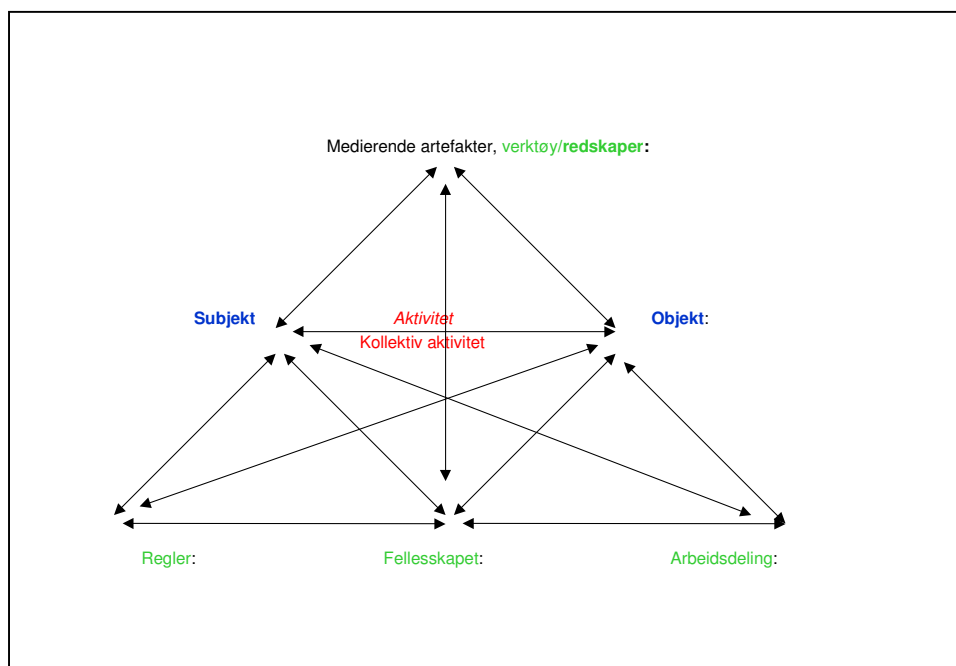 Medierende artefakter, verktøy/redskaper:
Subjekt
Aktivitet
Objekt:
Kollektiv aktivitet
Regler:
Fellesskapet:
Arbeidsdeling: